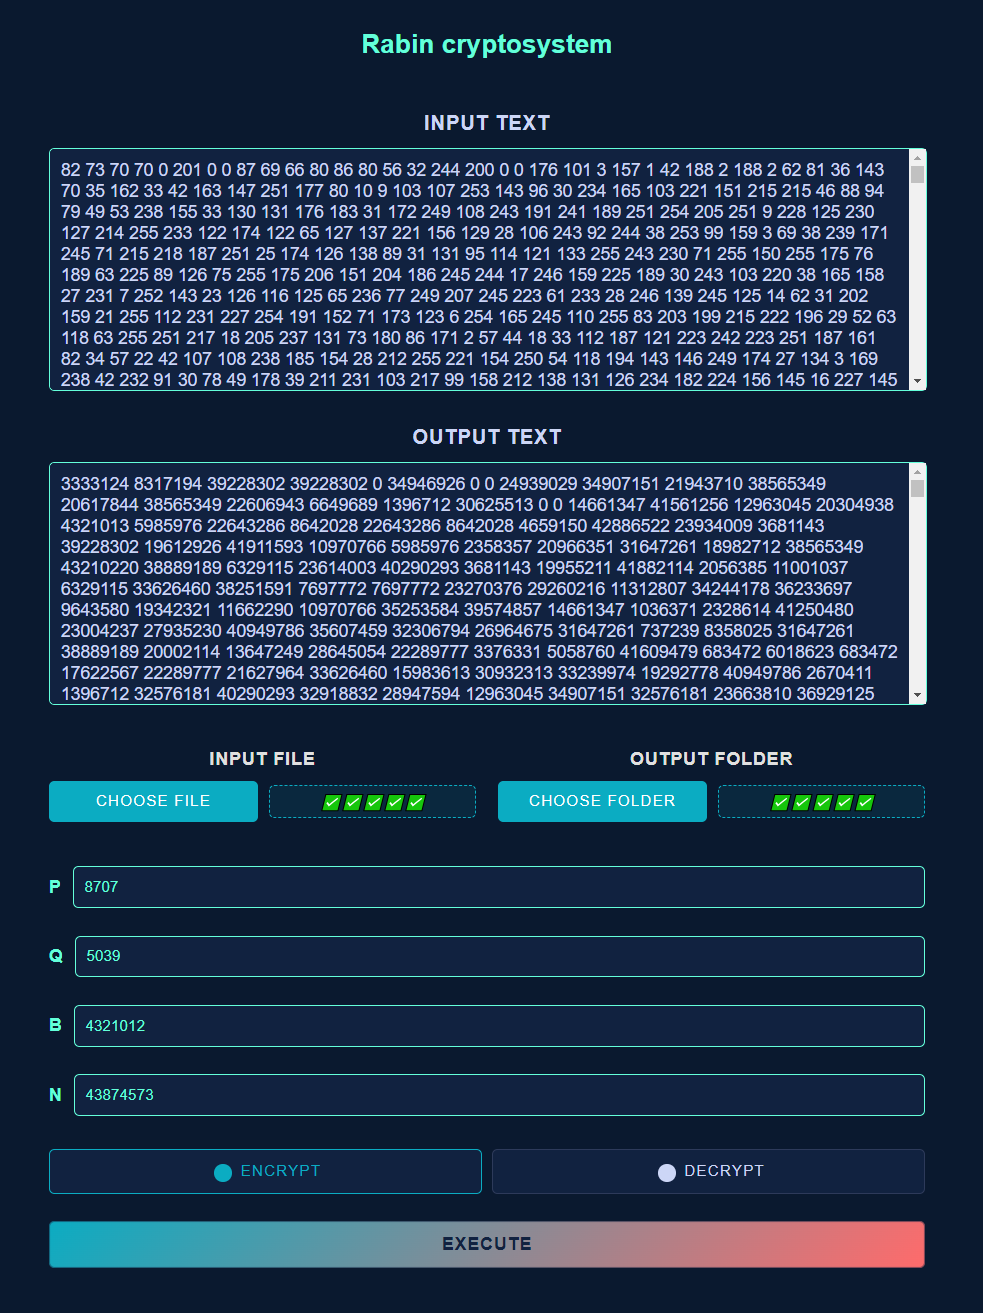 Rabin cryptosystem
INPUT TEXT
82 73 70 70 0 201 0 0 87 69 66 80 86 80 56 32 244 200 0 0 176 101 3 157 1 42 188 2 188 2 62 81 36 143
70 35 162 33 42 163 147 251 177 80 10 9 103 107 253 143 96 30 234 165 103 221 151 215 215 46 88 94
79 49 53 238 155 33 130 131 176 183 31 172 249 108 243 191 241 189 251 254 205 251 9 228 125 230
127 214 255 233 122 174 122 65 127 137 221 156 129 28 106 243 92 244 38 253 99 159 3 69 38 239 171
245 71 215 218 187 251 25 174 126 138 89 31 131 95 114 121 133 255 243 230 71 255 150 255 175 76
189 63 225 89 126 75 255 175 206 151 204 186 245 244 17 246 159 225 189 30 243 103 220 38 165 158
27 231 7 252 143 23 126 116 125 65 236 77 249 207 245 223 61 233 28 246 139 245 125 14 62 31 202
159 21 255 112 231 227 254 191 152 71 173 123 6 254 165 245 110 255 83 203 199 215 222 196 29 52 63
118 63 255 251 217 18 205 237 131 73 180 86 171 2 57 44 18 33 112 187 121 223 242 223 251 187 161
82 34 57 22 42 107 108 238 185 154 28 212 255 221 154 250 54 118 194 143 146 249 174 27 134 3 169
238 42 232 91 30 78 49 178 39 211 231 103 217 99 158 212 138 131 126 234 182 224 156 145 16 227 145
OUTPUT TEXT
3333124 8317194 39228302 39228302 0 34946926 0 0 24939029 34907151 21943710 38565349
20617844 38565349 22606943 6649689 1396712 30625513 0 0 14661347 41561256 12963045 20304938
4321013 5985976 22643286 8642028 22643286 8642028 4659150 42886522 23934009 3681143
39228302 19612926 41911593 10970766 5985976 2358357 20966351 31647261 18982712 38565349
43210220 38889189 6329115 23614003 40290293 3681143 19955211 41882114 2056385 11001037
6329115 33626460 38251591 7697772 7697772 23270376 29260216 11312807 34244178 36233697
9643580 19342321 11662290 10970766 35253584 39574857 14661347 1036371 2328614 41250480
23004237 27935230 40949786 35607459 32306794 26964675 31647261 737239 8358025 31647261
38889189 20002114 13647249 28645054 22289777 3376331 5058760 41609479 683472 6018623 683472
17622567 22289777 21627964 33626460 15983613 30932313 33239974 19292778 40949786 2670411
1396712 32576181 40290293 32918832 28947594 12963045 34907151 32576181 23663810 36929125
INPUT FILE
OUTPUT FOLDER
CHOOSE FILE
CHOOSE FOLDER
P 8707
Q 5039
B 4321012
N 43874573
ENCRYPT
DECRYPT
EXECUTE